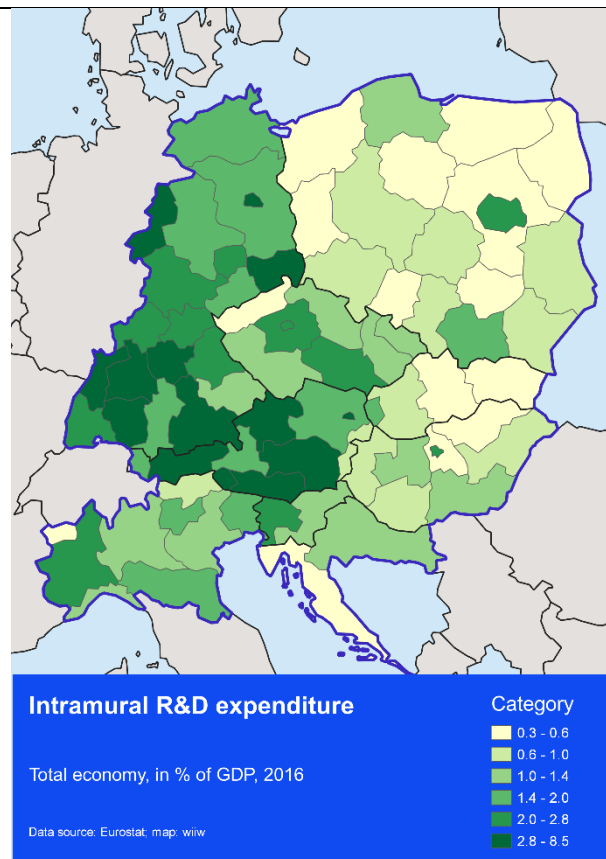 Intramural R&D expenditure
Total economy, in % of GDP, 2016
Data source: Eurostat; map: wiiw
Category
0.3 - 0.6
0.6 - 1.0
1.0 - 1.4
1.4 - 2.0
2.0 - 2.8
2.8 - 8.5